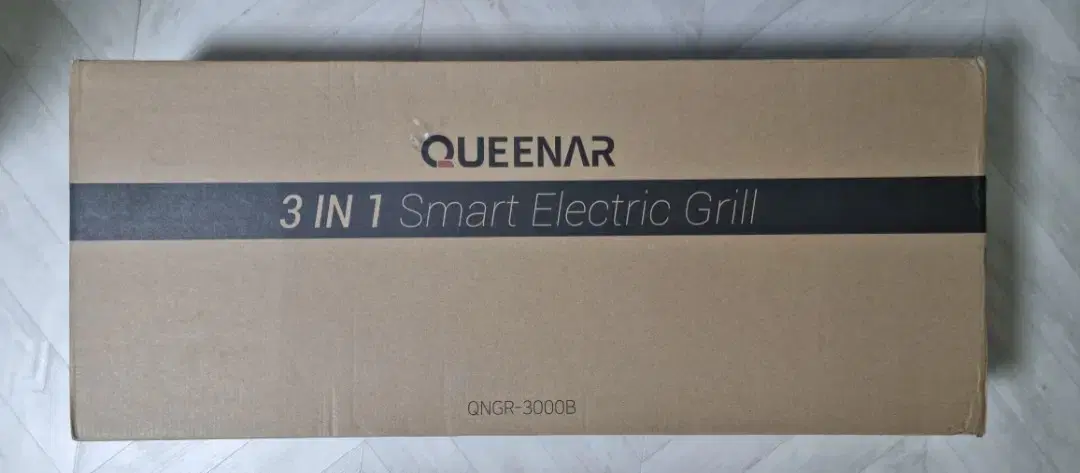 QUEENAR
3 IN 1 Smart Electric Grill
QNGR-3000B